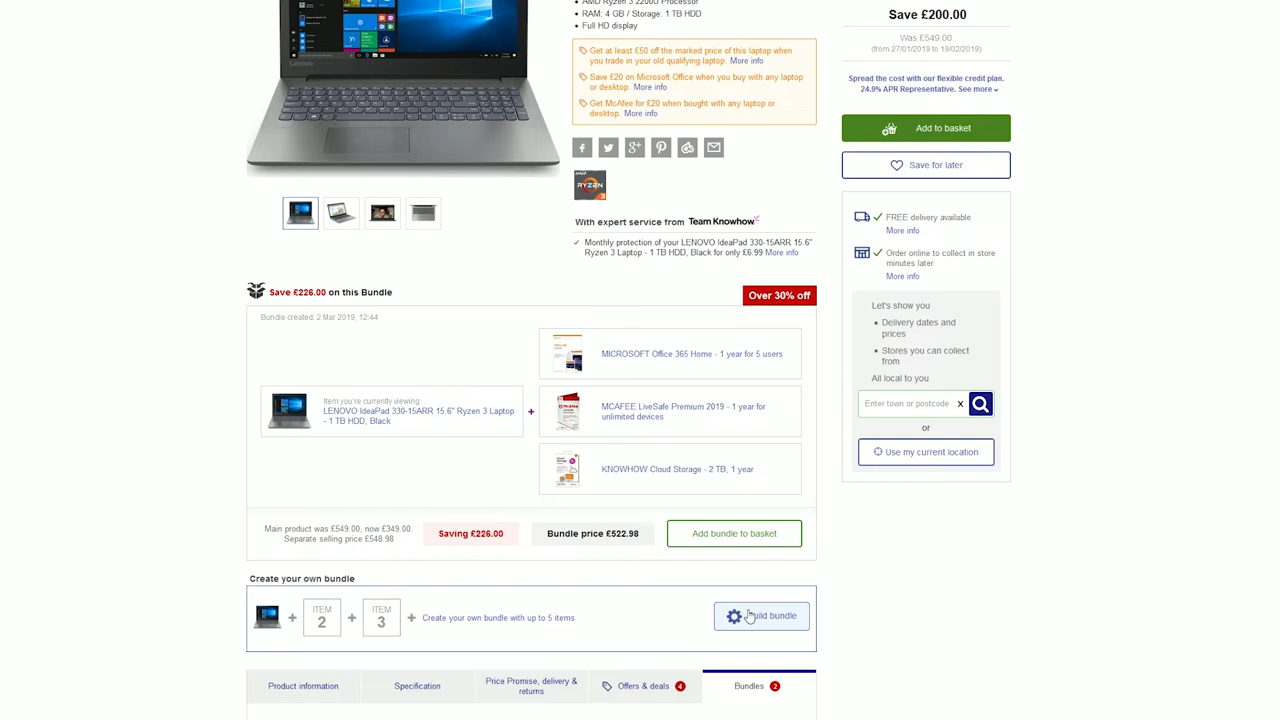 AMD Ryzen 3 2200U Processor
• RAM: 4 GB / Storage: 1 TB HDD
• Full HD display
Get at least £50 off the marked price of this laptop when
you trade in your old qualifying laptop. More info
Save £20 on Microsoft Office when you buy with any laptop
or desktop. More info
Get McAfee for £20 when bought with any laptop or
desktop. More info
AMD
RYZEN
3
With expert service from Team Knowhow
✓ Monthly protection of your LENOVO IdeaPad 330-15ARR 15.6"
Ryzen 3 Laptop - 1 TB HDD, Black for only £6.99 More info
Save £200.00
Was £549.00
(from 27/01/2019 to 19/02/2019)
Spread the cost with our flexible credit plan.
24.9% APR Representative. See more
Add to basket
Save for later
FREE delivery available
More info
Order online to collect in store
minutes later
More info
Let's show you
• Delivery dates and
prices
• Stores you can collect
from
All local to you
Enter town or postcode X
or
Use my current location
Save £226.00 on this Bundle
Over 30% off
Bundle created: 2 Mar 2019, 12:44
Item you're currently viewing
LENOVO IdeaPad 330-15ARR 15.6" Ryzen 3 Laptop
- 1 TB HDD, Black
+
MICROSOFT Office 365 Home - 1 year for 5 users
MCAFEE LiveSafe Premium 2019 - 1 year for
unlimited devices
KNOWHOW Cloud Storage - 2 TB, 1 year
Main product was £549.00, now £349.00.
Separate selling price £548.98
Saving £226.00
Bundle price £522.98
Add bundle to basket
Create your own bundle
+ ITEM 2 + ITEM 3 + Create your own bundle with up to 5 items
uild bundle
Product information
Specification
Price Promise, delivery &
returns
Offers & deals 4
Bundles 2